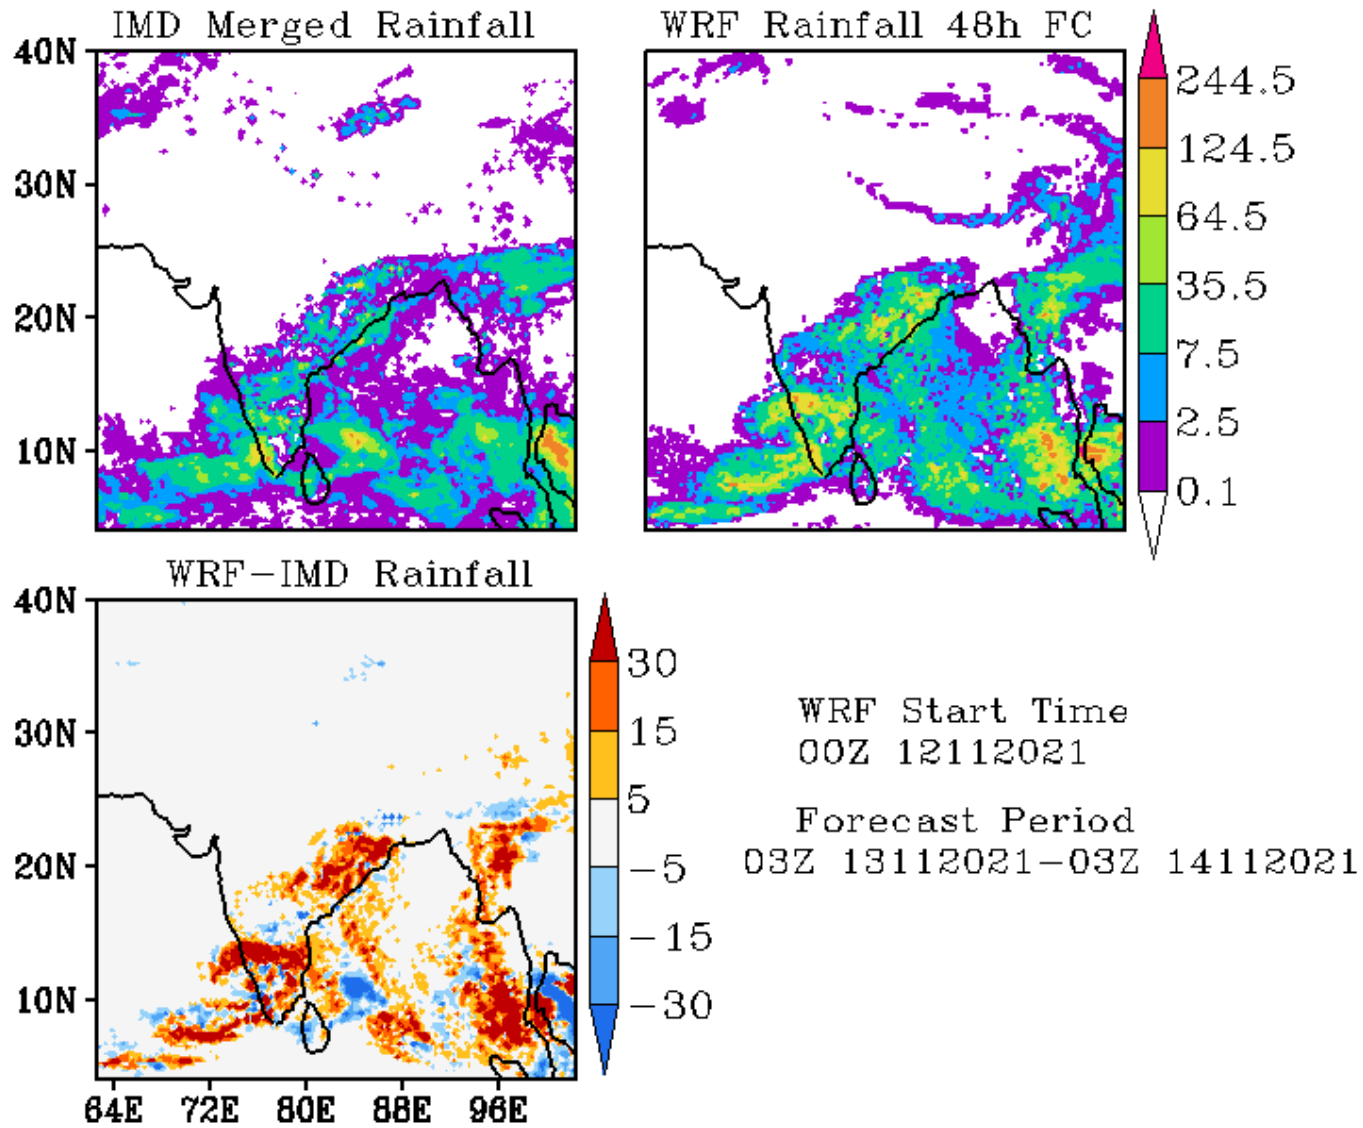 IMD Merged Rainfall
WRF Rainfall 48h FC
40N
30N
20N
10N
244.5
124.5
64.5
35.5
7.5
2.5
0.1
WRF-IMD Rainfall
40N
30N
20N
10N
64E 72E 80E 88E 96E
30
15
5
-5
-15
-30
WRF Start Time
00Z 12112021
Forecast Period
03Z 13112021-03Z 14112021